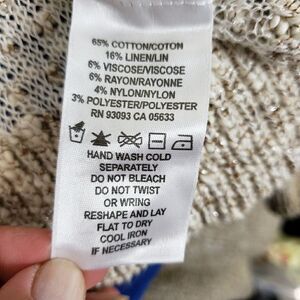 65% COTTON/COTON
16% LINEN/LIN
6% VISCOSE/VISCOSE
6% RAYON/RAYONNE
4% NYLON/NYLON
3% POLYESTER/POLYESTER
RN 93093 CA 05633
HAND WASH COLD
SEPARATELY
DO NOT BLEACH
DO NOT TWIST
OR WRING
RESHAPE AND LAY
FLAT TO DRY
COOL IRON
IF NECESSARY